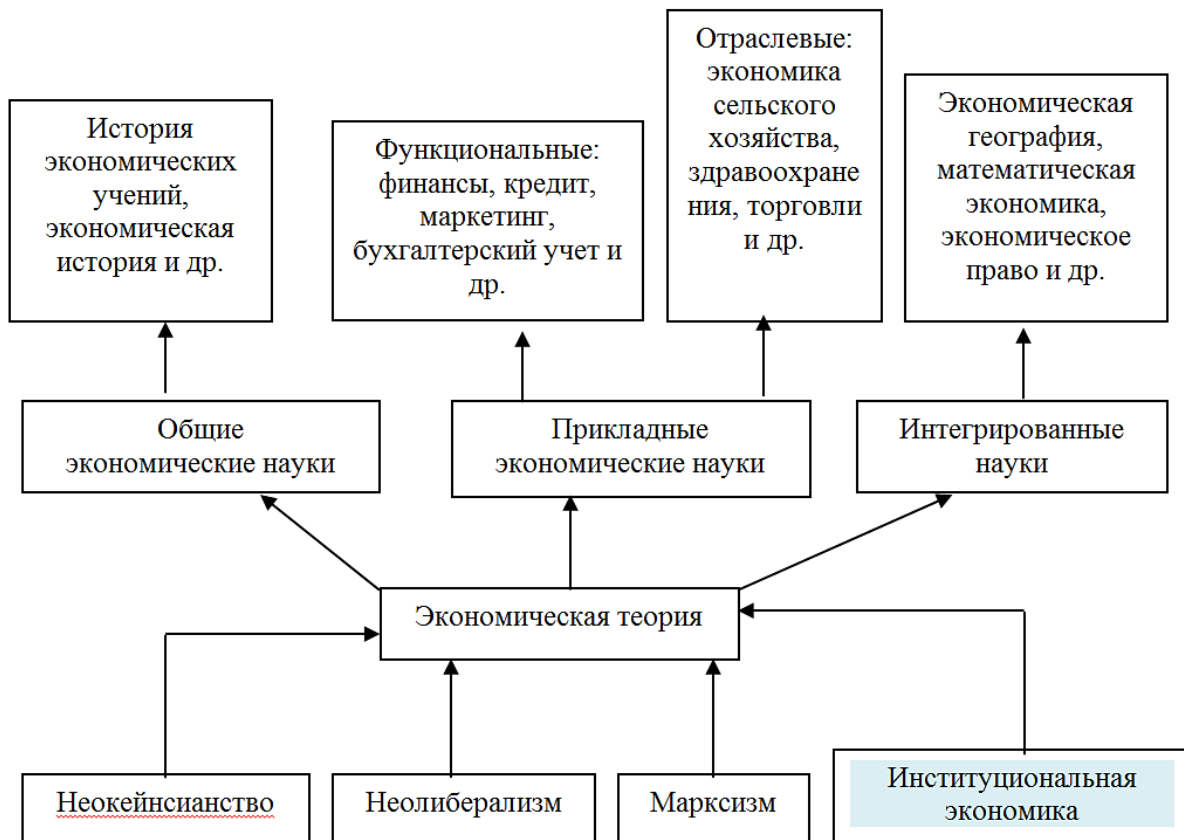 История
экономических
учений,
экономическая
история и др.
Функциональные:
финансы, кредит,
маркетинг,
бухгалтерский учет и
др.
Отраслевые:
экономика
сельского
хозяйства,
здравоохране
ния, торговли
и др.
Экономическая
география,
математическая
экономика,
экономическое
право и др.
Общие
экономические науки
Прикладные
экономические науки
Интегрированные
науки
Экономическая теория
Неокейнсианство
Неолиберализм
Марксизм
Институциональная
экономика